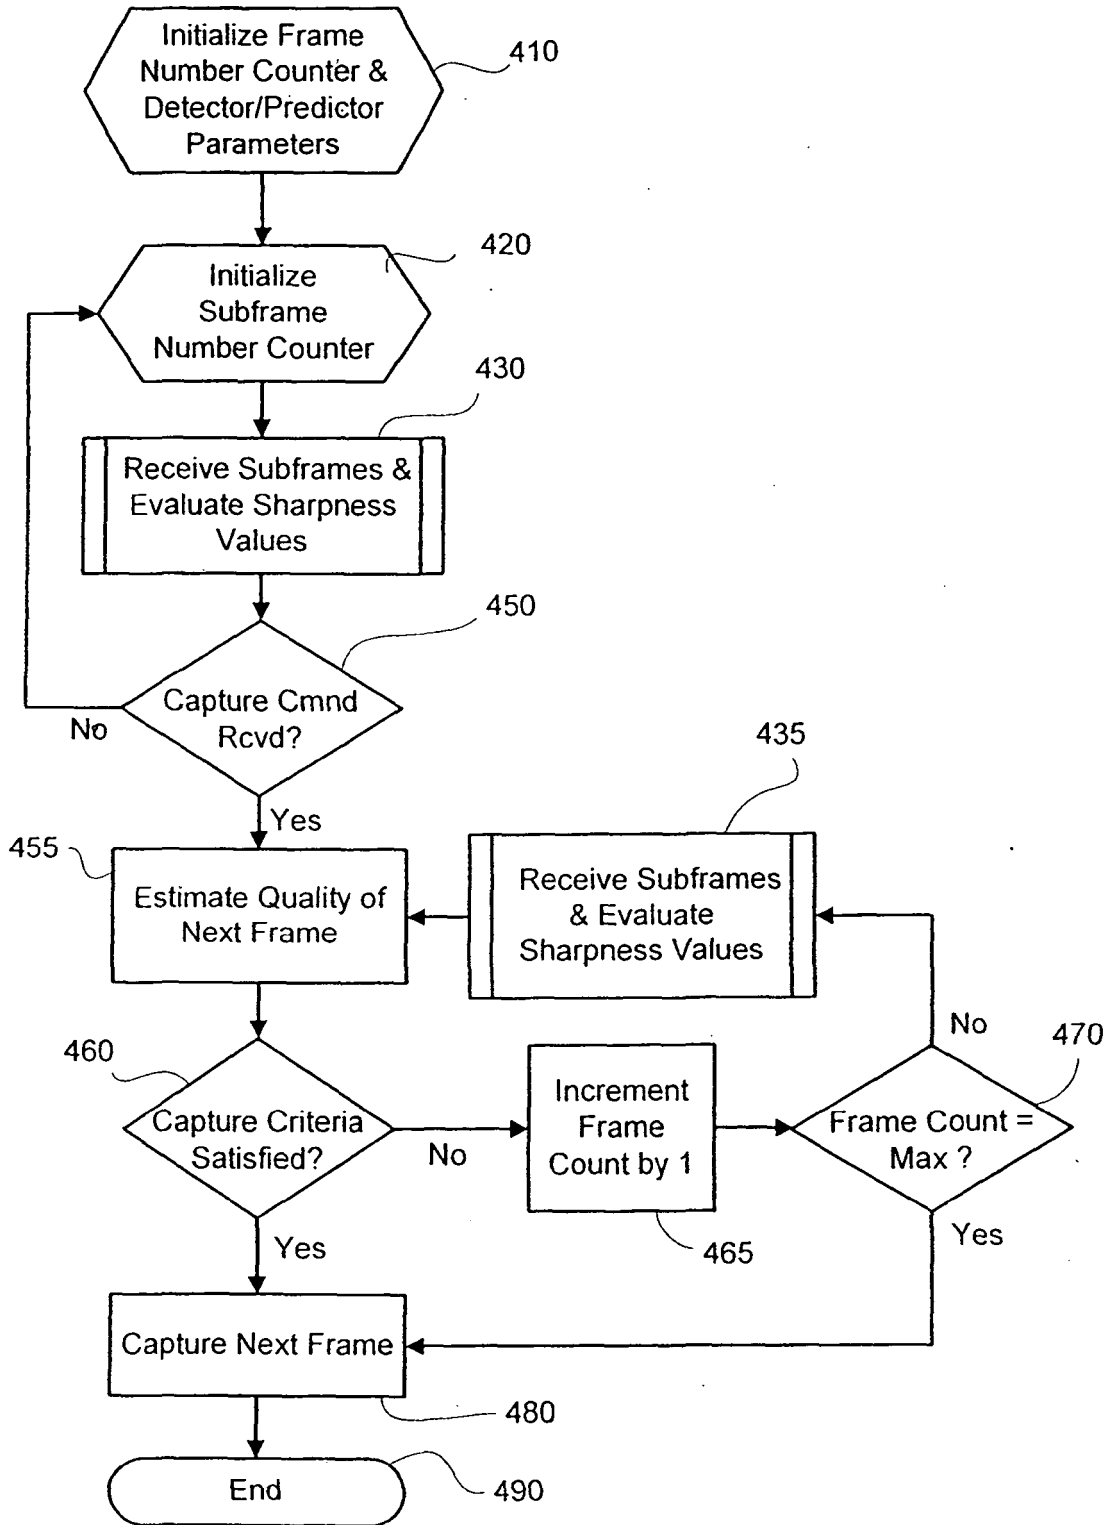 Initialize Frame
Number Counter &
Detector/Predictor
Parameters
410
Initialize
Subframe
Number Counter
420
430
Receive Subframes &
Evaluate Sharpness
Values
450
Capture Cmnd
Rcvd?
No
Yes
435
455
Estimate Quality of
Next Frame
Receive Subframes
& Evaluate
Sharpness Values
No
470
460
Capture Criteria
Satisfied?
No
Increment
Frame
Count by 1
Frame Count =
Max ?
465
Yes
Yes
Capture Next Frame
480
End
490